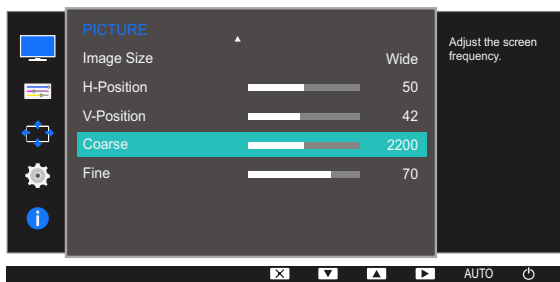 PICTURE
Image Size Wide
H-Position 50
V-Position 42
Coarse 2200
Fine 70
Adjust the screen
frequency.
AUTO